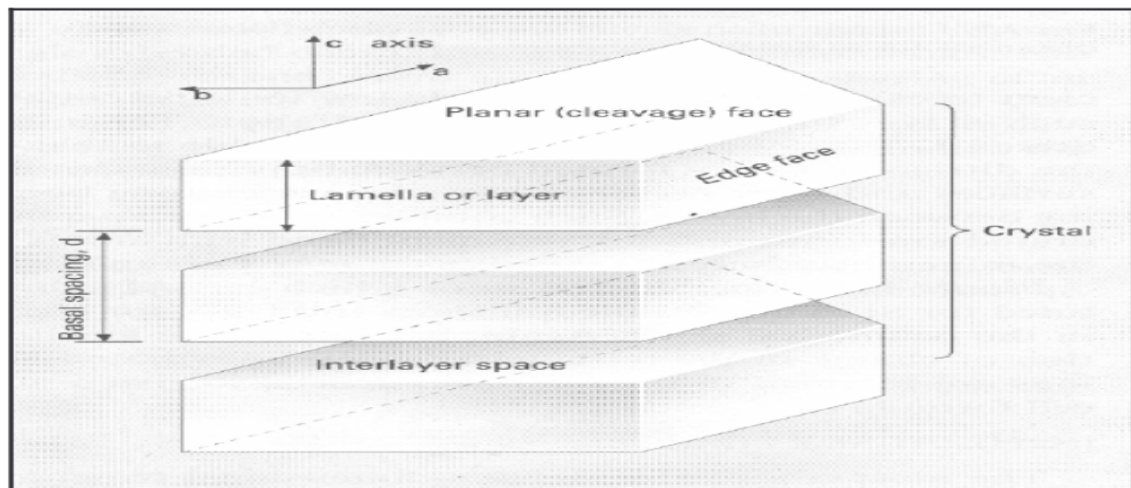 c axis
a
b
Planar (cleavage) face
Edge face
Lamella or layer
Crystal
Basal spacing, d
Interlayer space